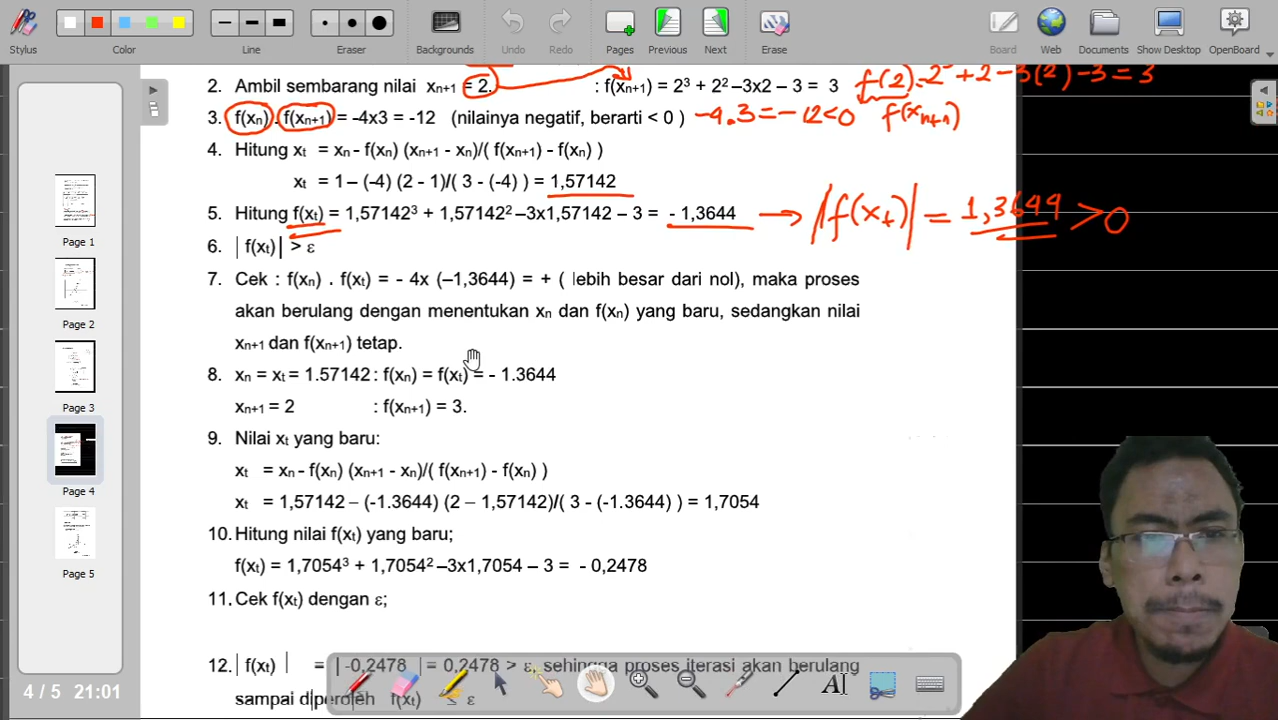 Stylus
Color
Line
Eraser
Backgrounds
Undo
Redo
Pages
Previous
Next
Erase
Board
Web
Documents
Show Desktop
OpenBoard
2. Ambil sembarang nilai xn+1 = 2. : f(xn+1) = 2³ + 2² –3x2 – 3 = 3
f(2) = 2³ + 2² - 3(2) - 3 = 3
3. f(xn) . f(xn+1) = -4x3 = -12 (nilainya negatif, berarti < 0 ) -4.3 = -12 < 0 f(xn+n)
4. Hitung xt = xn - f(xn) (xn+1 - xn)/( f(xn+1) - f(xn) )
xt = 1– (-4) (2 - 1)/( 3 - (-4) ) = 1,57142
5. Hitung f(xt) = 1,57142³ + 1,57142² –3x1,57142 – 3 = - 1,3644 → |f(xt)| = 1,3644 > 0
6. | f(xt) | > ε
7. Cek : f(xn) . f(xt) = - 4x (–1,3644) = + ( lebih besar dari nol), maka proses
akan berulang dengan menentukan xn dan f(xn) yang baru, sedangkan nilai
xn+1 dan f(xn+1) tetap.
8. xn = xt = 1.57142 : f(xn) = f(xt) = - 1.3644
xn+1 = 2 : f(xn+1) = 3.
9. Nilai xt yang baru:
xt = xn - f(xn) (xn+1 - xn)/( f(xn+1) - f(xn) )
xt = 1,57142 – (-1.3644) (2 – 1,57142)/( 3 - (-1.3644) ) = 1,7054
10. Hitung nilai f(xt) yang baru;
f(xt) = 1,7054³ + 1,7054² –3x1,7054 – 3 = - 0,2478
11. Cek f(xt) dengan ε;
12. | f(xt) | = | -0,2478 | = 0,2478 > ε, sehingga proses iterasi akan berulang
sampai diperoleh f(xt) ≤ ε
Page 1
Page 2
Page 3
Page 4
Page 5
4 / 5
21:01